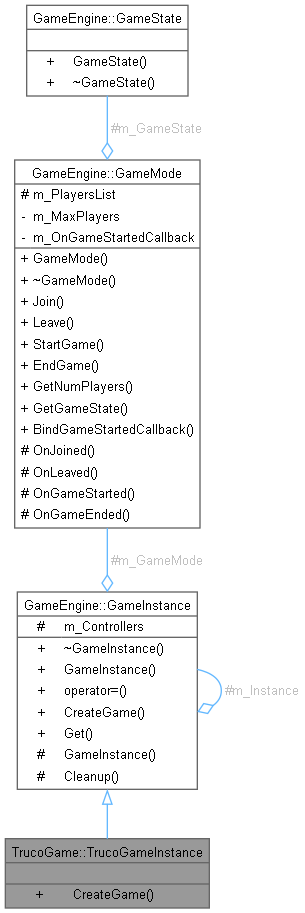 GameEngine::GameState
+ GameState()
+ ~GameState()
#m_GameState
GameEngine::GameMode
# m_PlayersList
- m_MaxPlayers
- m_OnGameStartedCallback
+ GameMode()
+ ~GameMode()
+ Join()
+ Leave()
+ StartGame()
+ EndGame()
+ GetNumPlayers()
+ GetGameState()
+ BindGameStartedCallback()
# OnJoined()
# OnLeaved()
# OnGameStarted()
# OnGameEnded()
#m_GameMode
GameEngine::GameInstance
# m_Controllers
+ ~GameInstance()
+ GameInstance()
+ operator=()
+ CreateGame()
+ Get()
# GameInstance()
# Cleanup()
#m_Instance
TrucoGame::TrucoGameInstance
+ CreateGame()